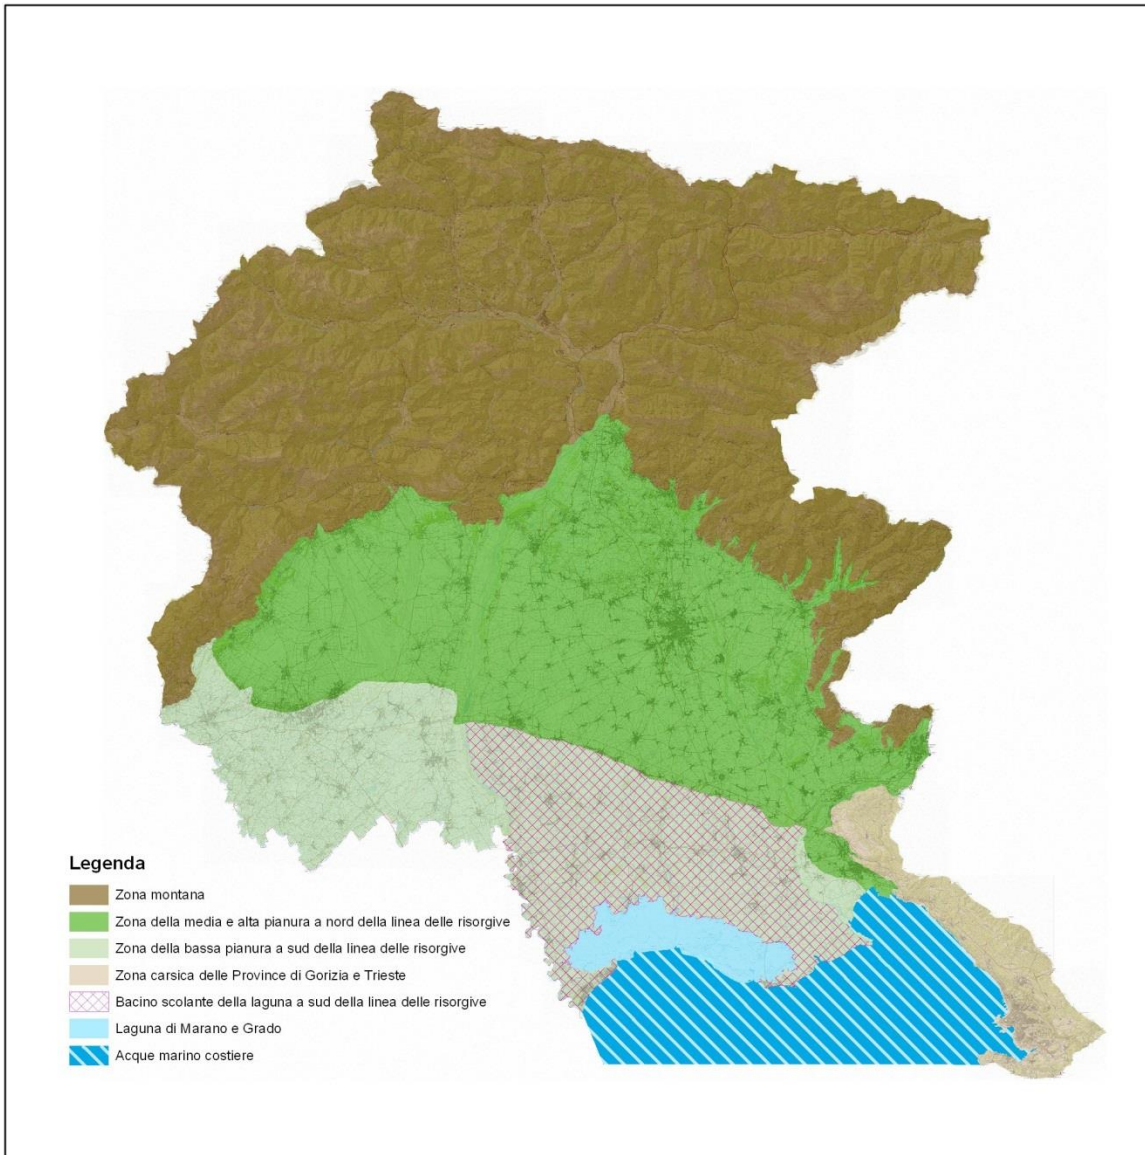 Legenda
Zona montana
Zona della media e alta pianura a nord della linea delle risorgive
Zona della bassa pianura a sud della linea delle risorgive
Zona carsica delle Province di Gorizia e Trieste
Bacino scolante della laguna a sud della linea delle risorgive
Laguna di Marano e Grado
Acque marino costiere